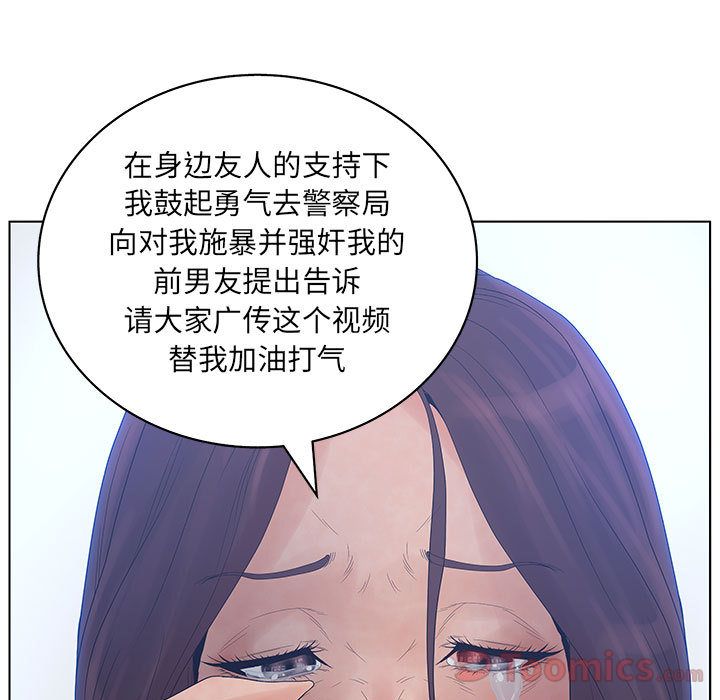 在身边友人的支持下
我鼓起勇气去警察局
向对我施暴并强奸我的
前男友提出告诉
请大家广传这个视频
替我加油打气
Toomics.com